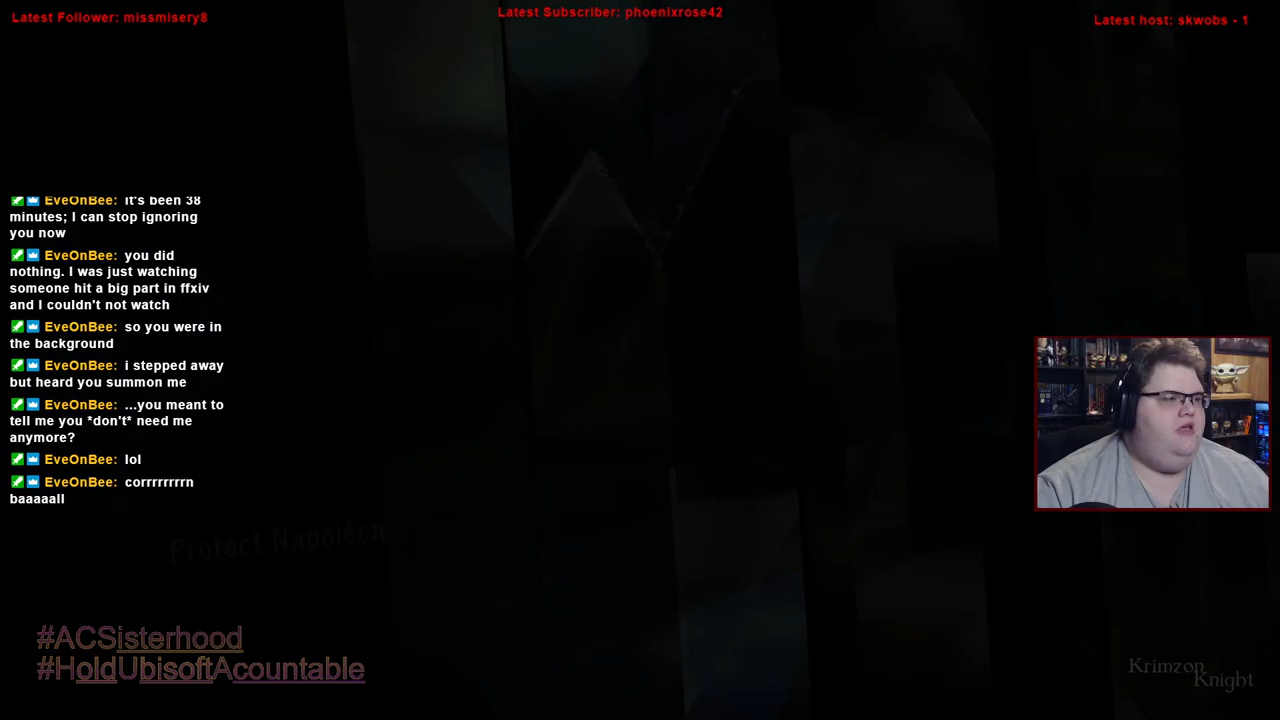 Latest Follower: missmisery8
Latest Subscriber: phoenixrose42
Latest host: skwobs - 1
EveOnBee: it's been 38
minutes; I can stop ignoring
you now
EveOnBee: you did
nothing. I was just watching
someone hit a big part in ffxiv
and I couldn't not watch
EveOnBee: so you were in
the background
EveOnBee: i stepped away
but heard you summon me
EveOnBee: ...you meant to
tell me you *don't* need me
anymore?
EveOnBee: lol
EveOnBee: corrrrrrrrn
baaaaall
Protect Napoléon
#ACSisterhood
#HoldUbisoftAcountable
Krimzon
Knight